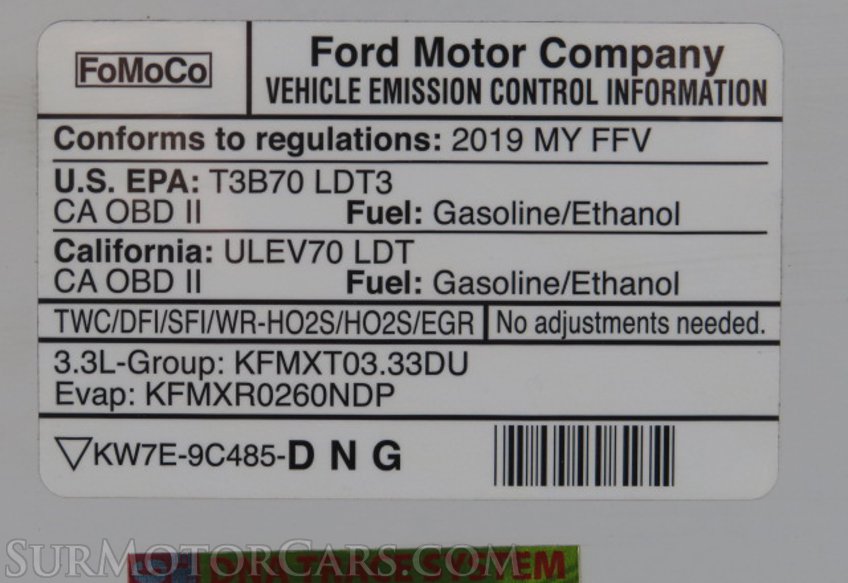 FoMoCo
Ford Motor Company
VEHICLE EMISSION CONTROL INFORMATION
Conforms to regulations: 2019 MY FFV
U.S. EPA: T3B70 LDT3
CA OBD II Fuel: Gasoline/Ethanol
California: ULEV70 LDT
CA OBD II Fuel: Gasoline/Ethanol
TWC/DFI/SFI/WR-HO2S/HO2S/EGR No adjustments needed.
3.3L-Group: KFMXT03.33DU
Evap: KFMXR0260NDP
KW7E-9C485-D N G
SURMOTORCARS.COM
SYSTEM